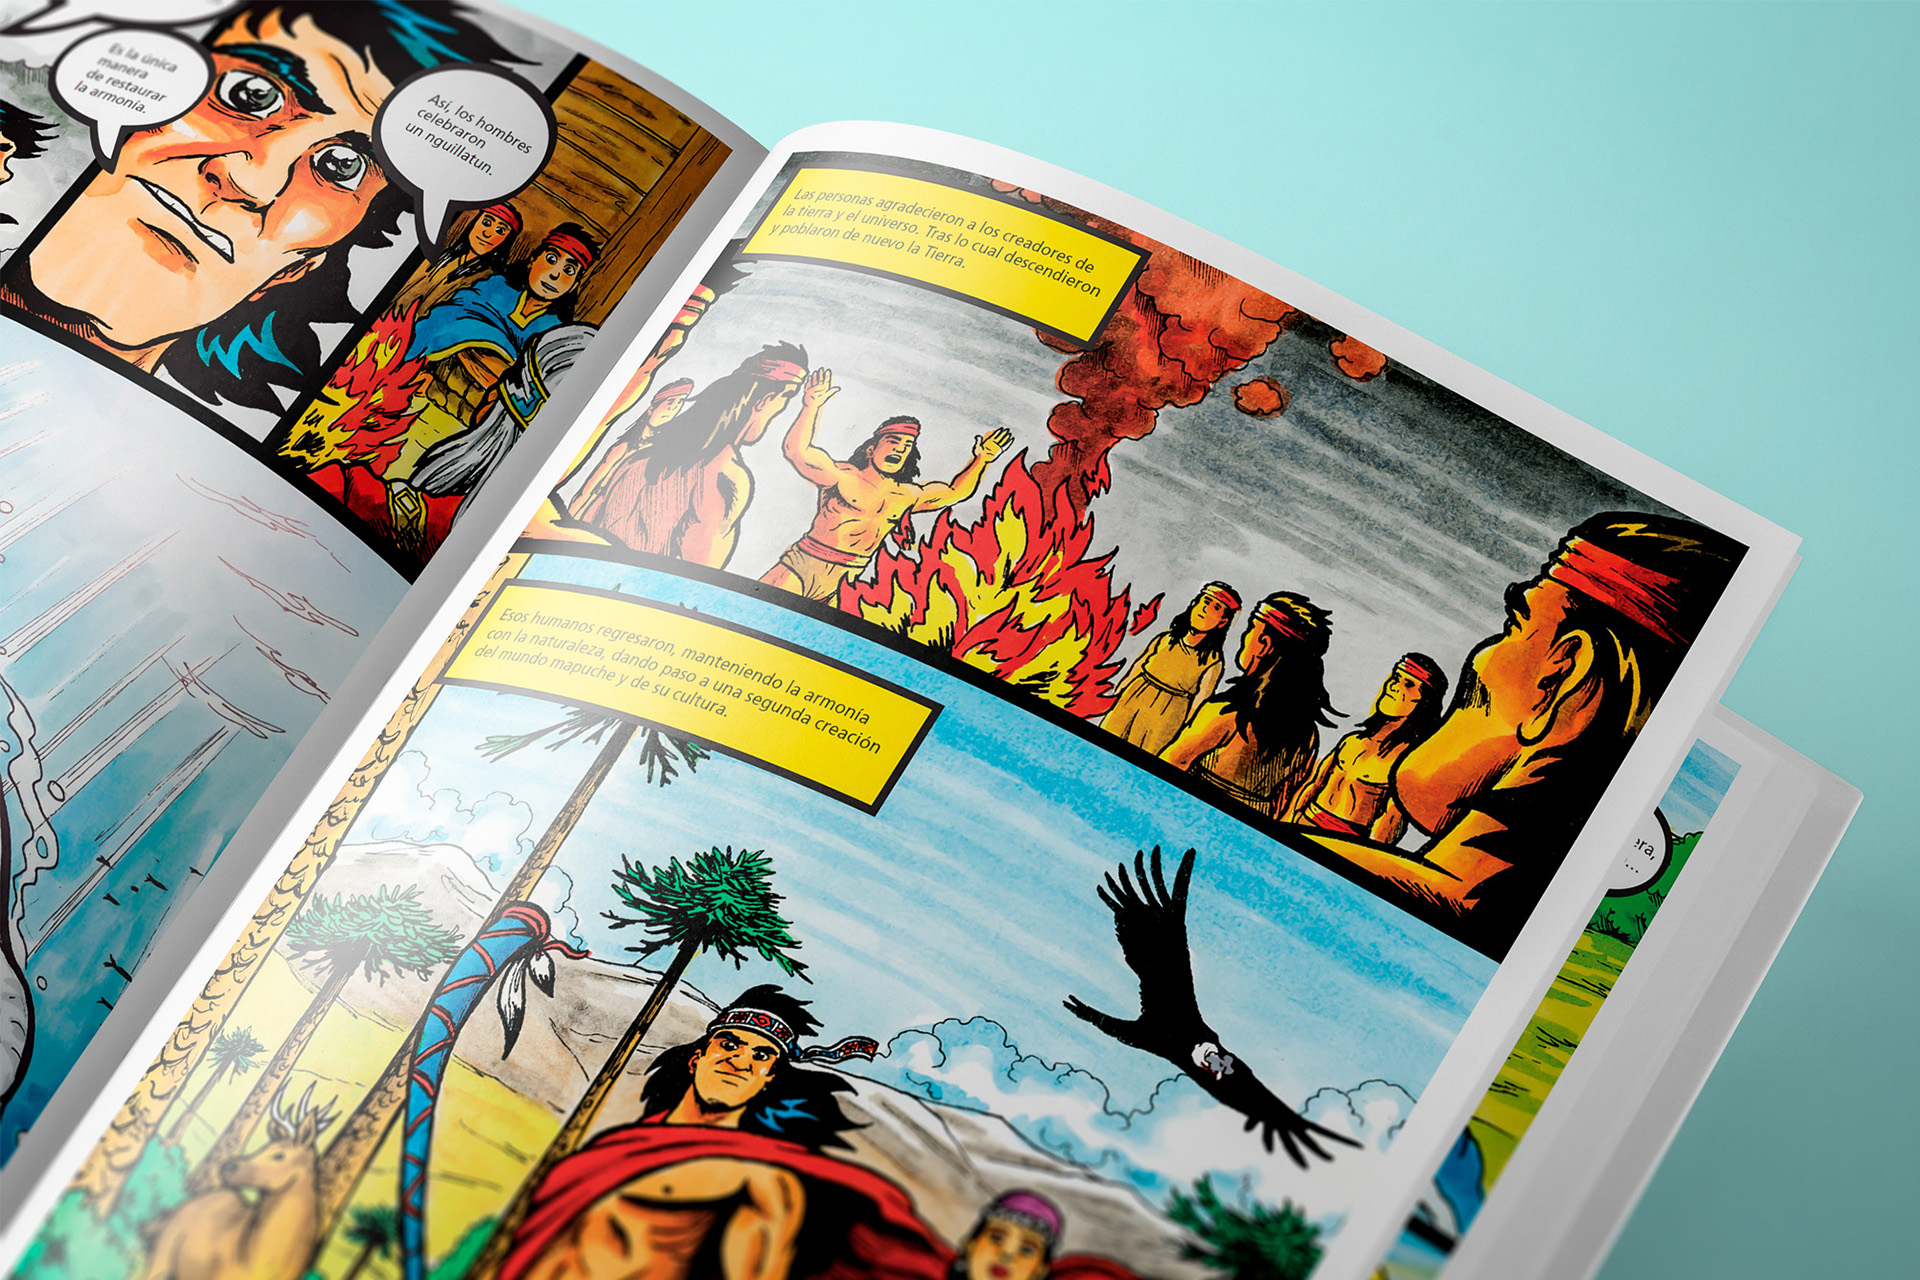 Es la única
manera
de restaurar
la armonía.
Así, los hombres
celebraron
un nguillatun.
Las personas agradecieron a los creadores de
la tierra y el universo. Tras lo cual descendieron
y poblaron de nuevo la Tierra.
Esos humanos regresaron, manteniendo la armonía
con la naturaleza, dando paso a una segunda creación
del mundo mapuche y de su cultura.